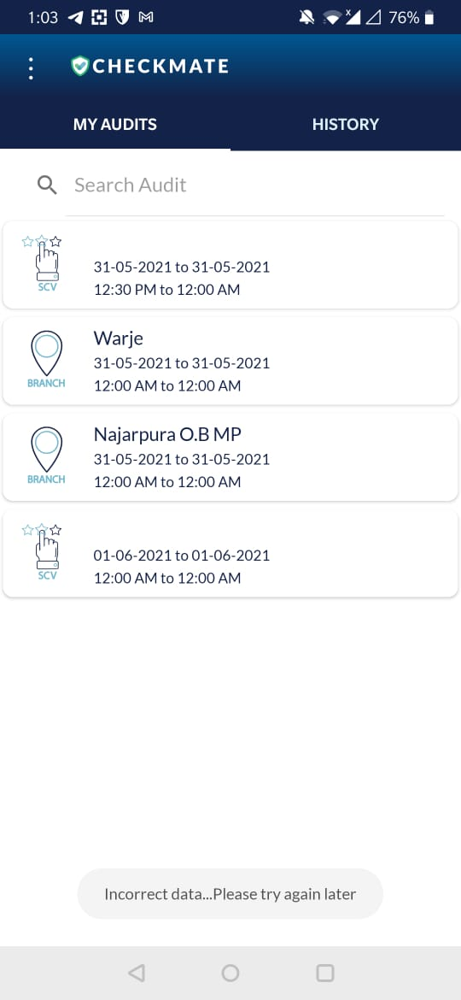 1:03
76%
CHECKMATE
MY AUDITS
HISTORY
Search Audit
SCV
31-05-2021 to 31-05-2021
12:30 PM to 12:00 AM
BRANCH
Warje
31-05-2021 to 31-05-2021
12:00 AM to 12:00 AM
BRANCH
Najarpura O.B MP
31-05-2021 to 31-05-2021
12:00 AM to 12:00 AM
SCV
01-06-2021 to 01-06-2021
12:00 AM to 12:00 AM
Incorrect data...Please try again later